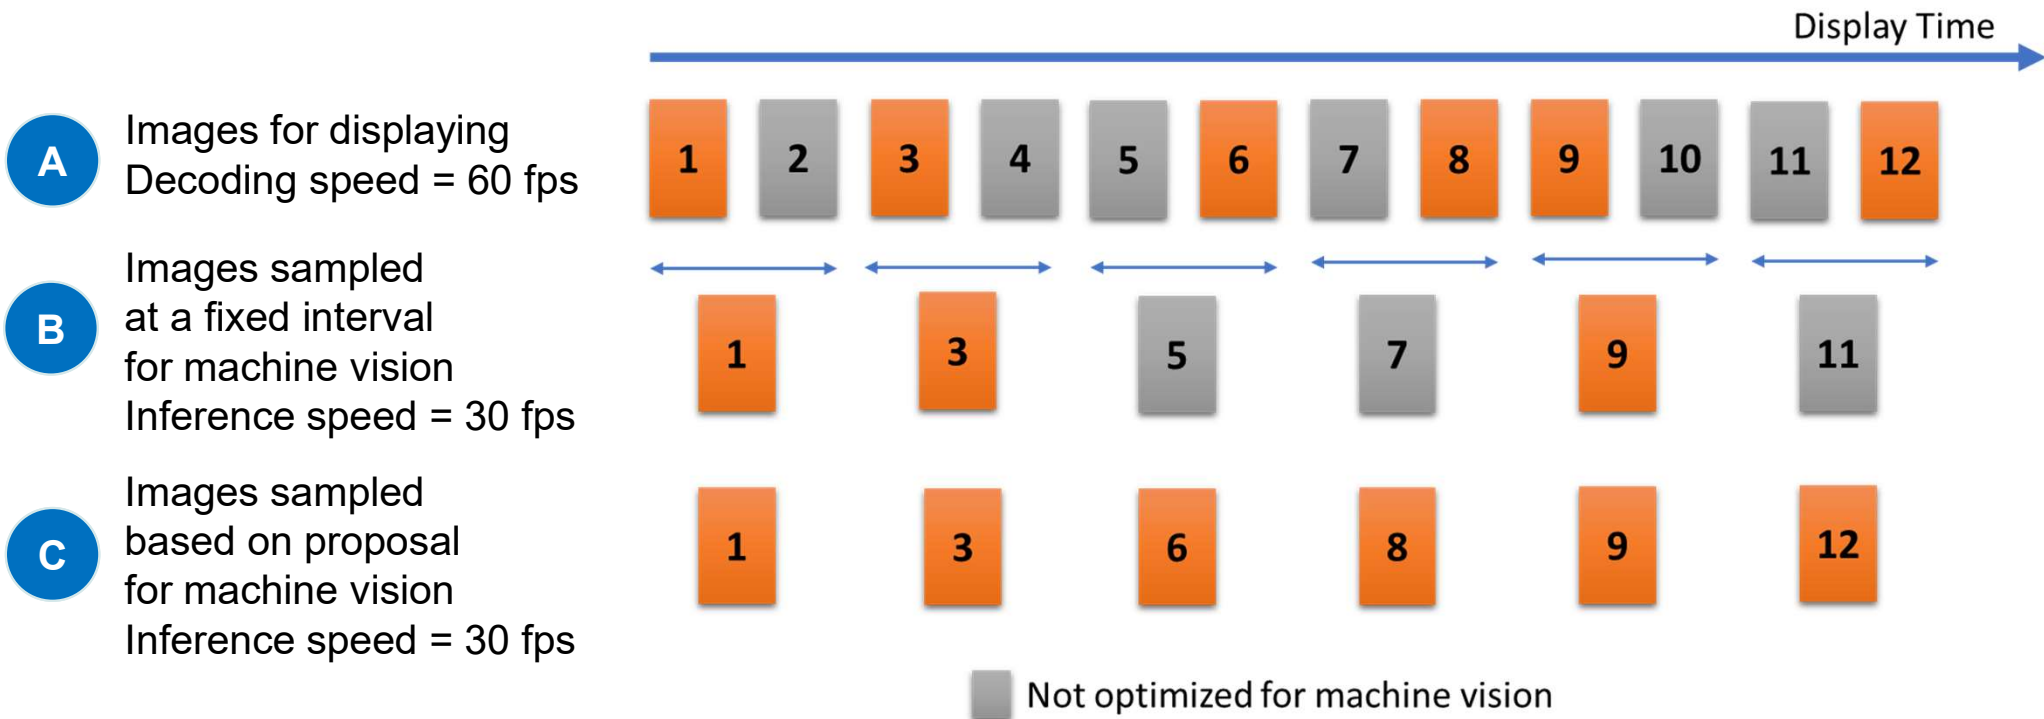 Display Time
A
Images for displaying
Decoding speed = 60 fps
1 2 3 4 5 6 7 8 9 10 11 12
B
Images sampled
at a fixed interval
for machine vision
Inference speed = 30 fps
1 3 5 7 9 11
C
Images sampled
based on proposal
for machine vision
Inference speed = 30 fps
1 3 6 8 9 12
Not optimized for machine vision